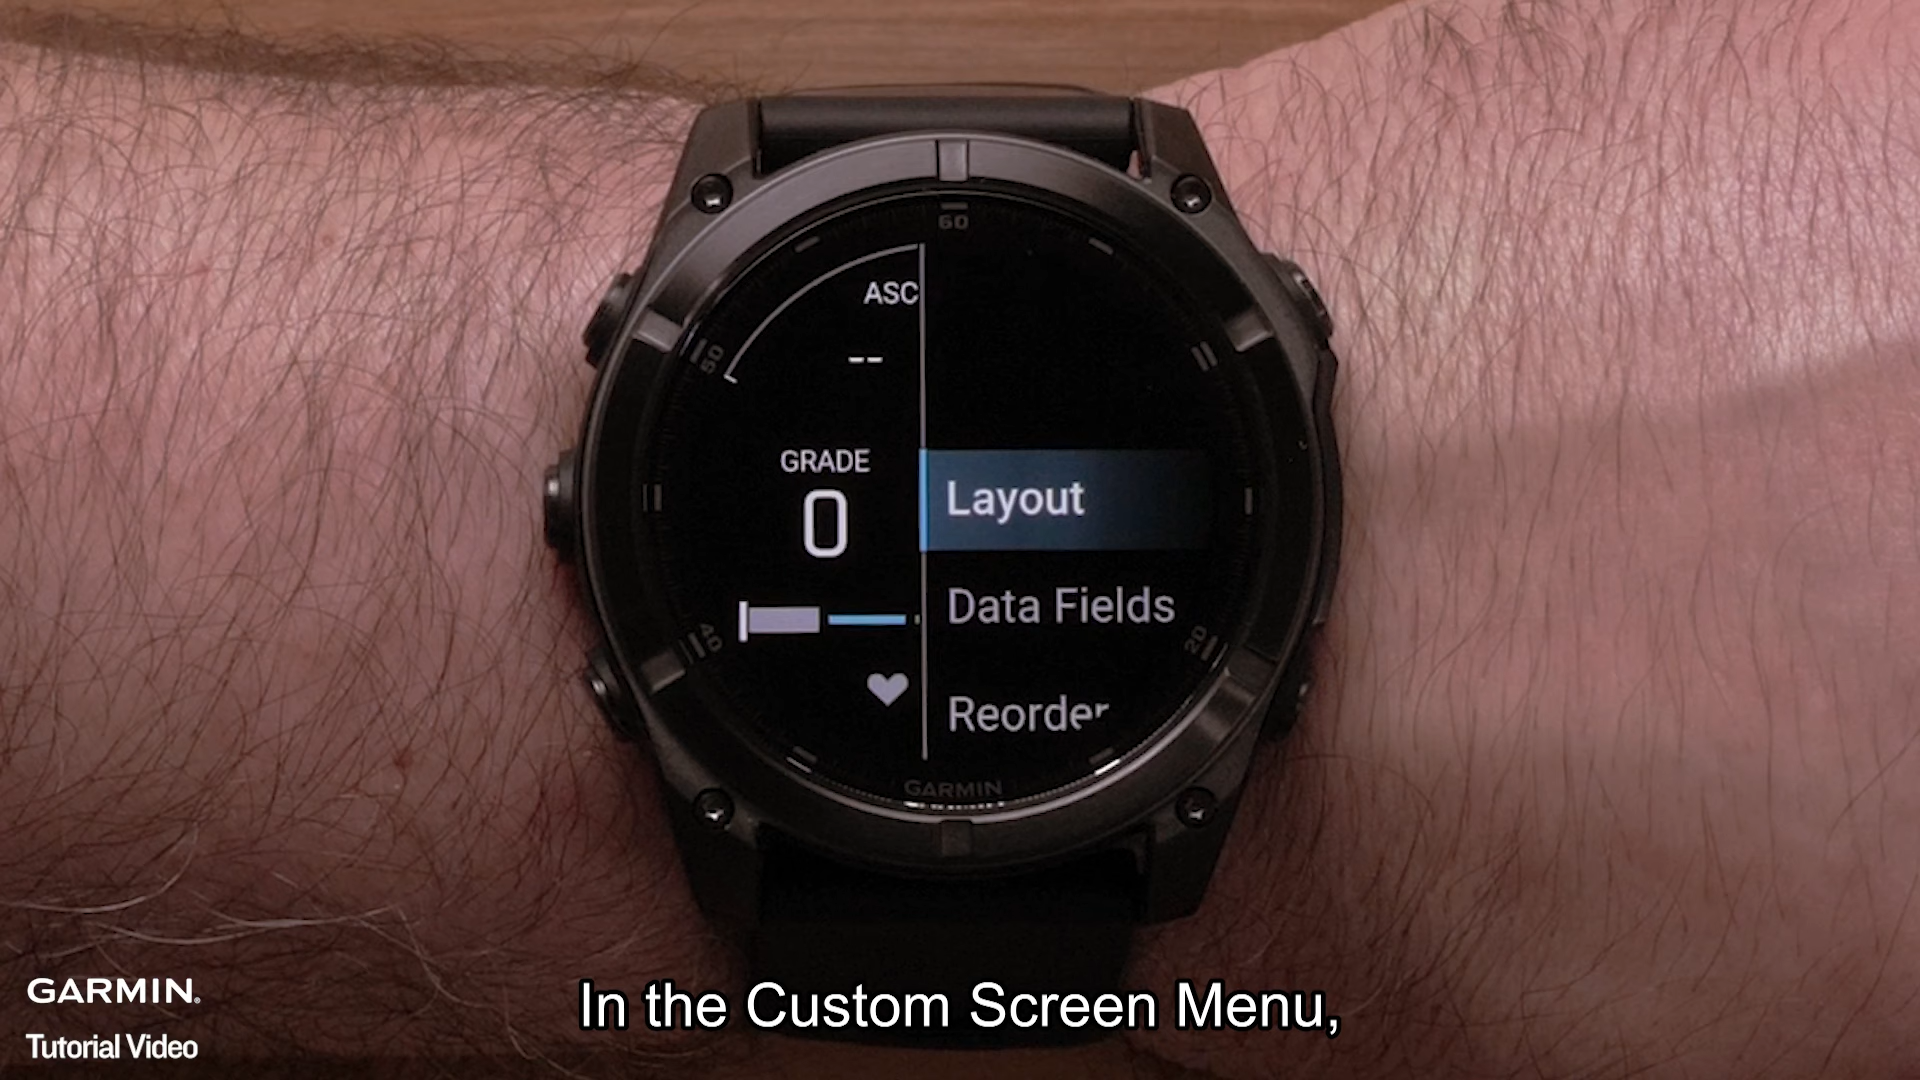 60
ASC
50
--
GRADE
0
Layout
Data Fields
40
20
Reorder
GARMIN
GARMIN®
Tutorial Video
In the Custom Screen Menu,